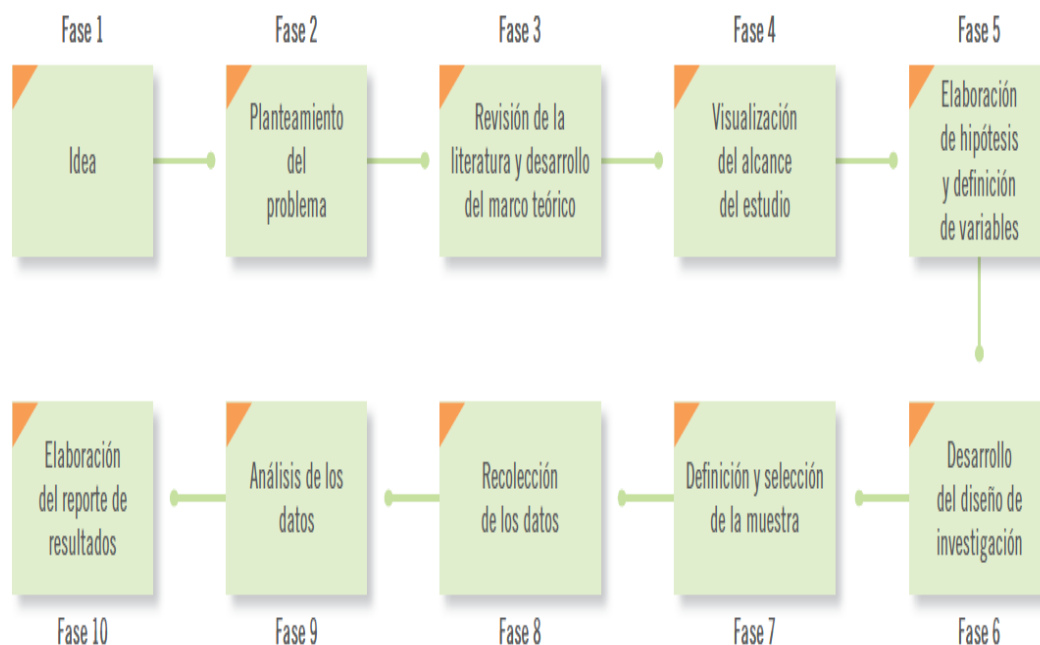 Fase 1
Idea
Fase 2
Planteamiento
del
problema
Fase 3
Revisión de la
literatura y desarrollo
del marco teórico
Fase 4
Visualización
del alcance
del estudio
Fase 5
Elaboración
de hipótesis
y definición
de variables
Desarrollo
del diseño de
investigación
Fase 6
Definición y selección
de la muestra
Fase 7
Recolección
de los datos
Fase 8
Análisis de los
datos
Fase 9
Elaboración
del reporte de
resultados
Fase 10